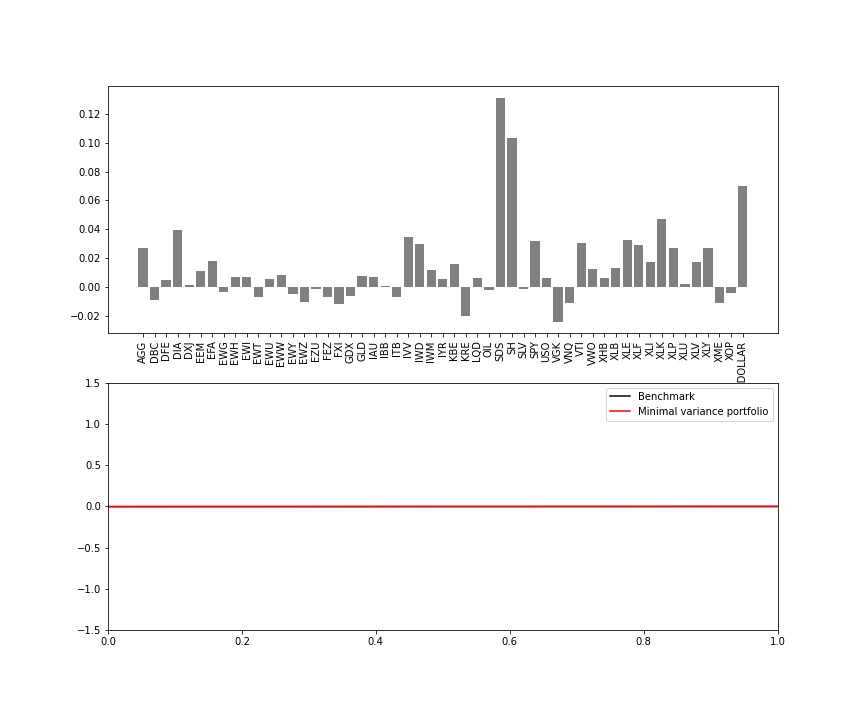 0.12
0.10
0.08
0.06
0.04
0.02
0.00
−0.02
AGG
DBC
DFE
DIA
DXJ
EEM
EFA
EWG
EWH
EWI
EWT
EWU
EWW
EWY
EWZ
EZU
FEZ
FXI
GDX
GLD
IAU
IBB
ITB
IVV
IWD
IWM
IYR
KBE
KRE
LQD
OIL
SDS
SH
SLV
SPY
USO
VGK
VNQ
VTI
VWO
XHB
XLB
XLE
XLF
XLI
XLK
XLP
XLU
XLV
XLY
XME
XOP
DOLLAR
Benchmark
Minimal variance portfolio
1.5
1.0
0.5
0.0
−0.5
−1.0
−1.5
0.0
0.2
0.4
0.6
0.8
1.0